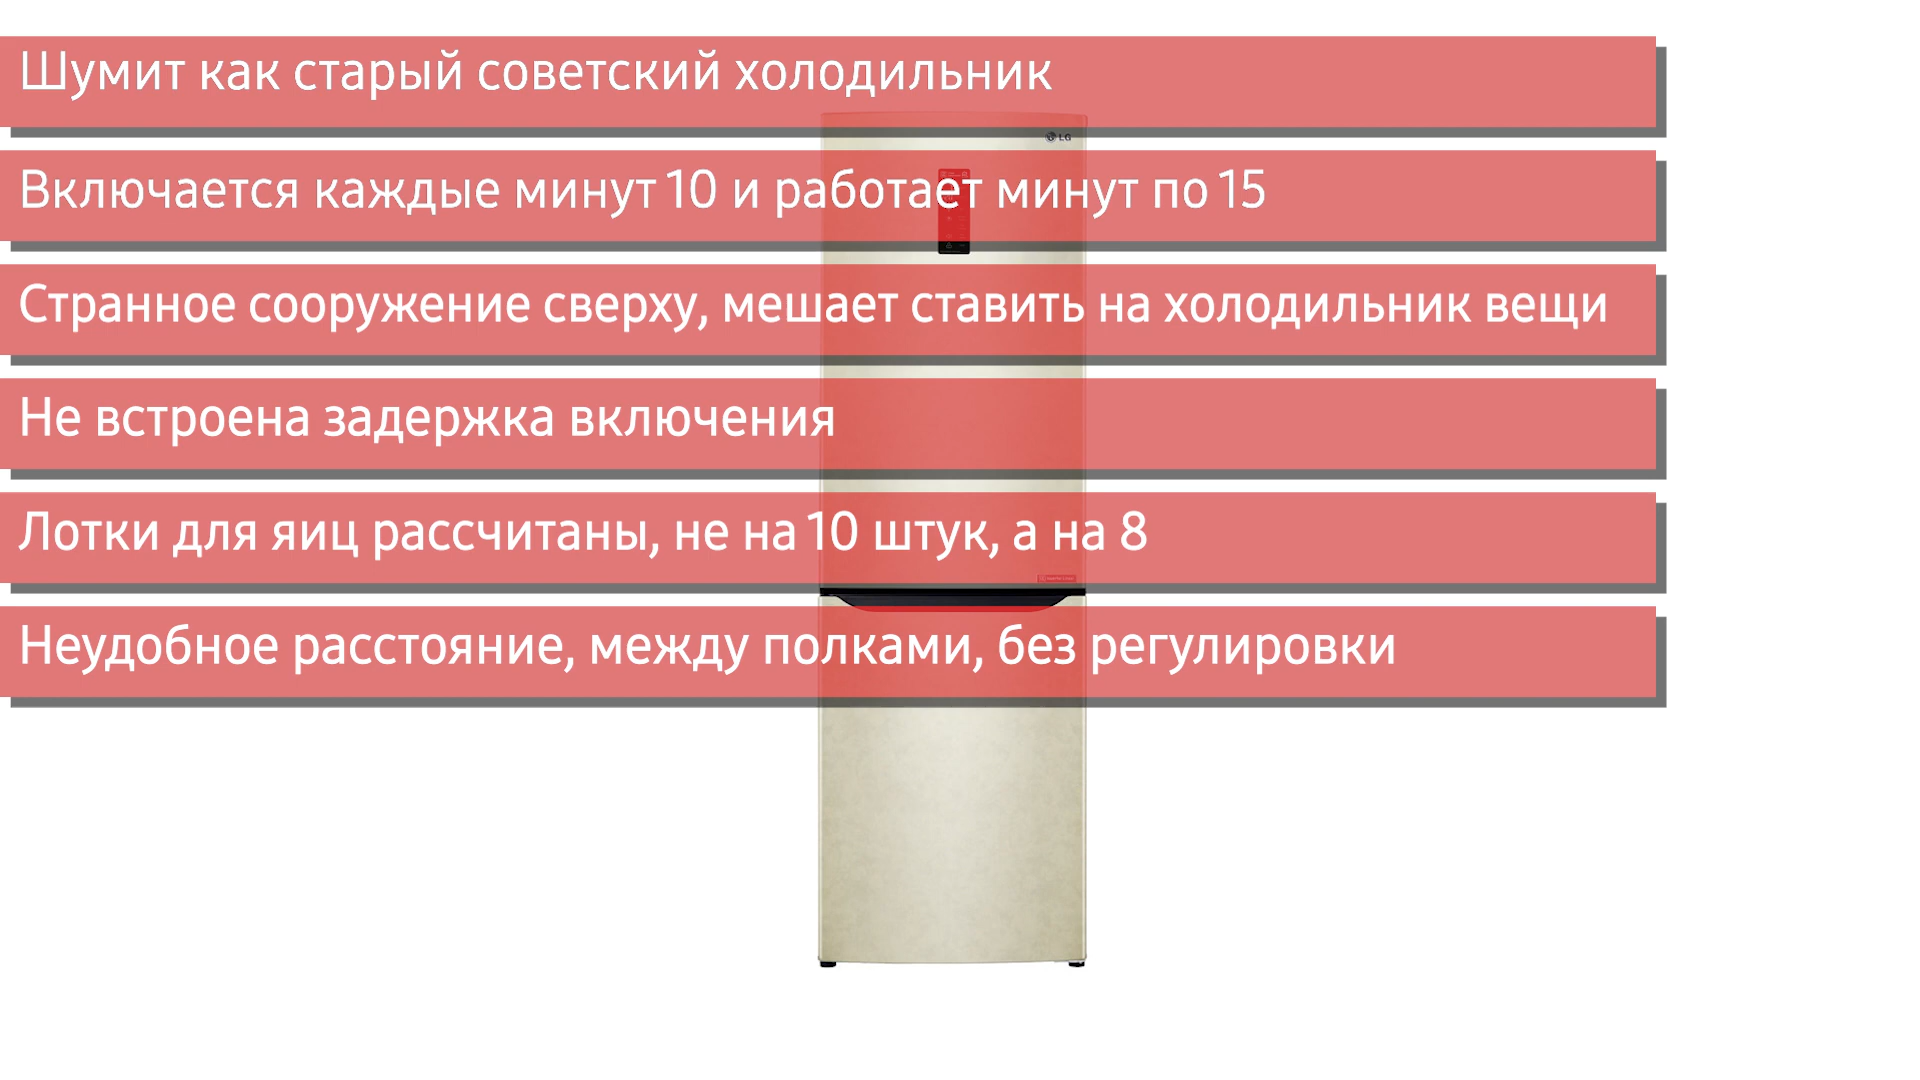 Шумит как старый советский холодильник
LG
Включается каждые минут 10 и работает минут по 15
Странное сооружение сверху, мешает ставить на холодильник вещи
Не встроена задержка включения
Лотки для яиц рассчитаны, не на 10 штук, а на 8
Неудобное расстояние, между полками, без регулировки